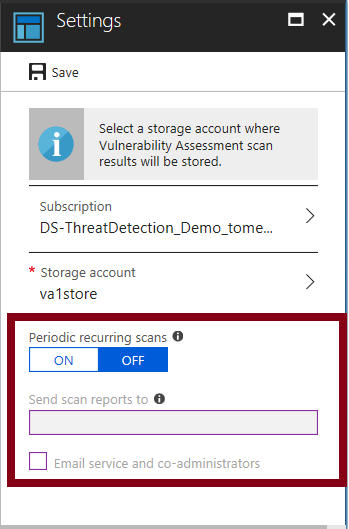 Settings
Save
Select a storage account where
Vulnerability Assessment scan
results will be stored.
Subscription
DS-ThreatDetection_Demo_tome...
* Storage account
va1store
Periodic recurring scans
ON OFF
Send scan reports to
Email service and co-administrators